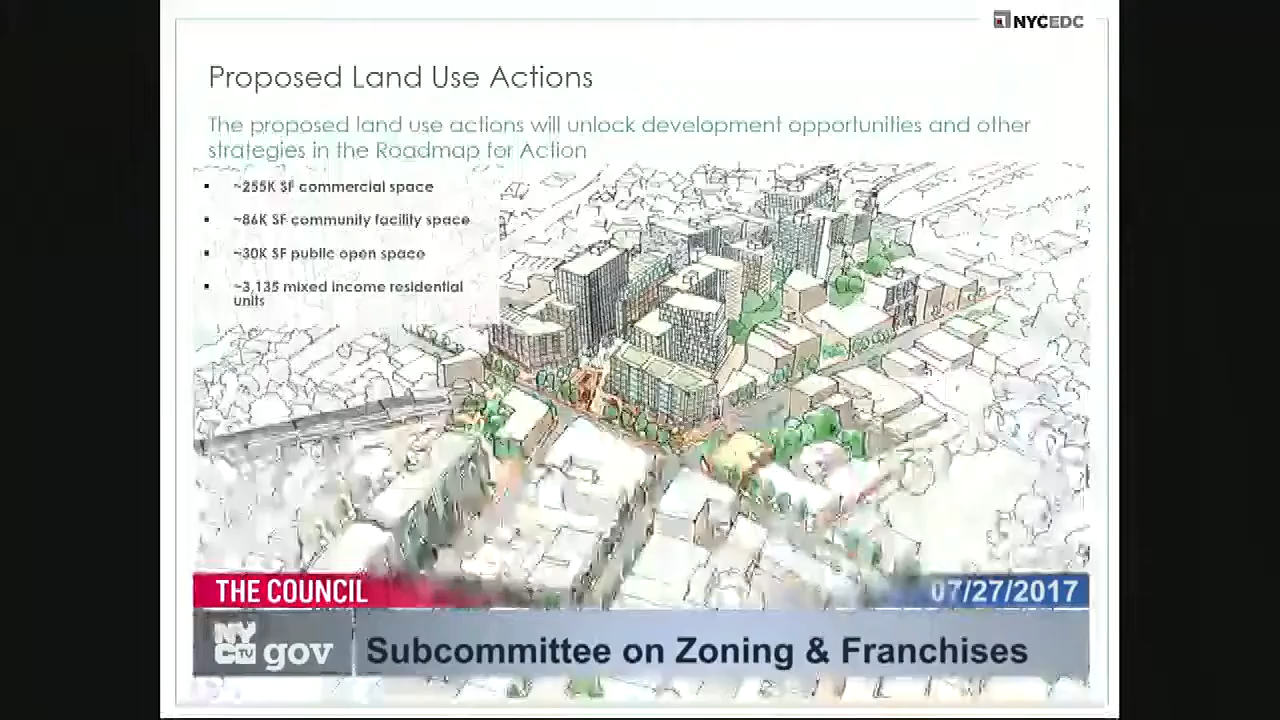 NYCEDC
Proposed Land Use Actions
The proposed land use actions will unlock development opportunities and other
strategies in the Roadmap for Action
~255K SF commercial space
~86K SF community facility space
~30K SF public open space
~3,135 mixed income residential
units
THE COUNCIL
07/27/2017
NYC TV gov
Subcommittee on Zoning & Franchises